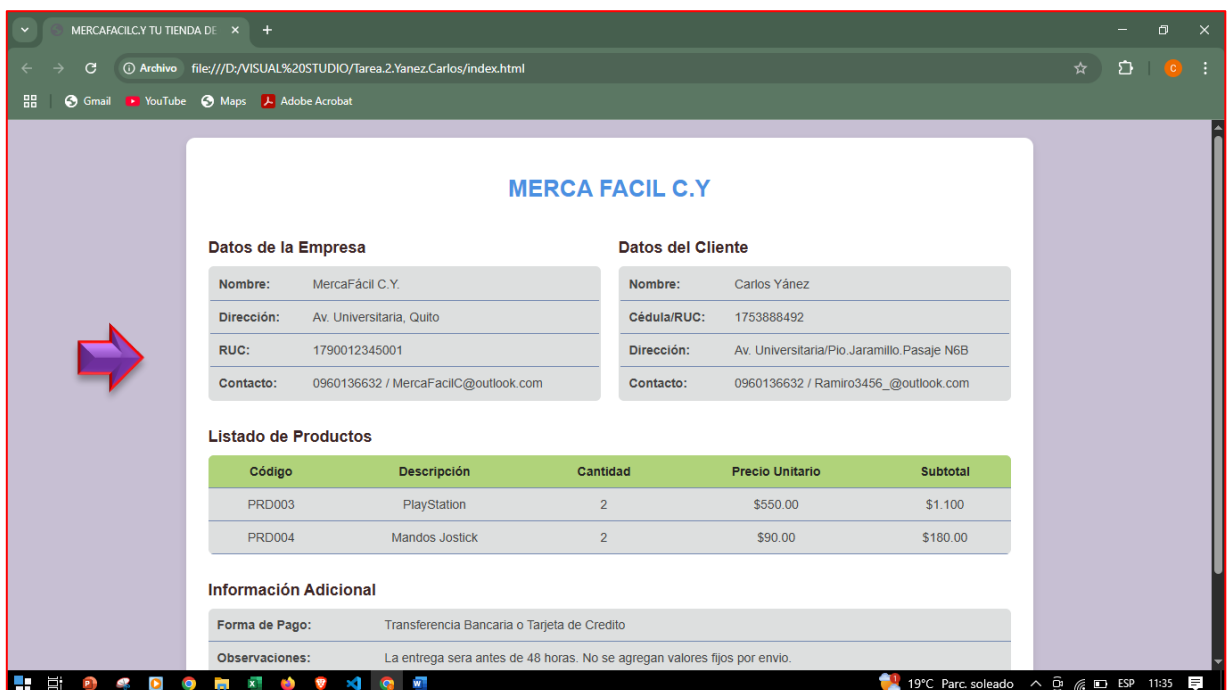 MERCAFACILC.Y TU TIENDA DE
Archivo file:///D:/VISUAL%20STUDIO/Tarea.2.Yanez.Carlos/index.html
C
Gmail YouTube Maps Adobe Acrobat
MERCA FACIL C.Y
Datos de la Empresa
Nombre: MercaFácil C.Y.
Dirección: Av. Universitaria, Quito
RUC: 1790012345001
Contacto: 0960136632 / MercaFacilC@outlook.com
Datos del Cliente
Nombre: Carlos Yánez
Cédula/RUC: 1753888492
Dirección: Av. Universitaria/Pio.Jaramillo.Pasaje N6B
Contacto: 0960136632 / Ramiro3456_@outlook.com
Listado de Productos
Código Descripción Cantidad Precio Unitario Subtotal
PRD003 PlayStation 2 $550.00 $1.100
PRD004 Mandos Jostick 2 $90.00 $180.00
Información Adicional
Forma de Pago: Transferencia Bancaria o Tarjeta de Credito
Observaciones: La entrega sera antes de 48 horas. No se agregan valores fijos por envio.
19°C Parc. soleado ESP 11:35